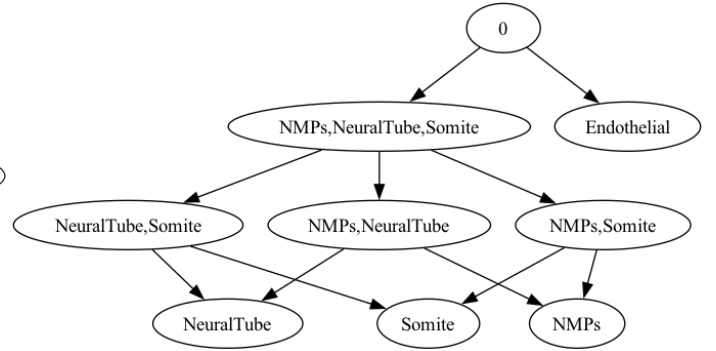 0
NMPs,NeuralTube,Somite
Endothelial
NeuralTube,Somite
NMPs,NeuralTube
NMPs,Somite
NeuralTube
Somite
NMPs